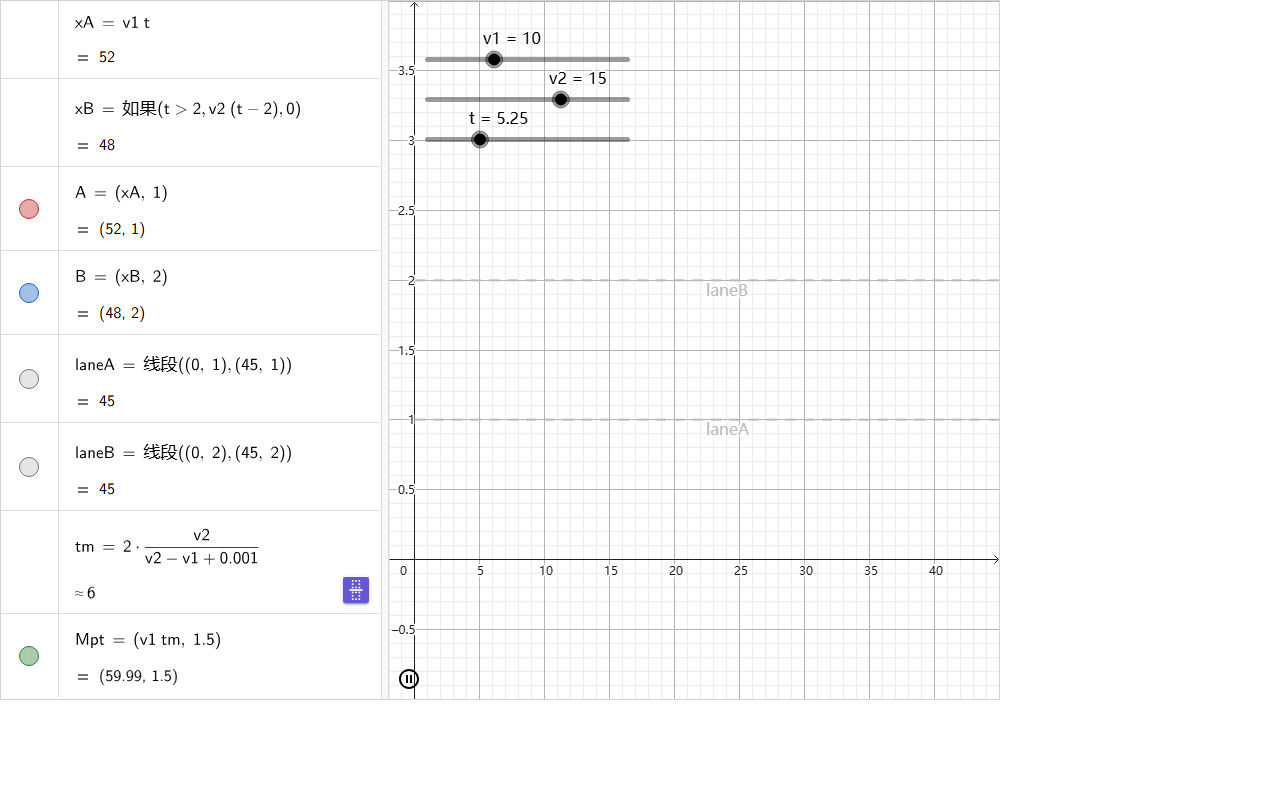 xA = v1 t
= 52
xB = 如果(t > 2, v2 (t − 2), 0)
= 48
A = (xA, 1)
= (52, 1)
B = (xB, 2)
= (48, 2)
laneA = 线段((0, 1), (45, 1))
= 45
laneB = 线段((0, 2), (45, 2))
= 45
tm = 2 · v2 / (v2 − v1 + 0.001)
≈ 6
Mpt = (v1 tm, 1.5)
= (59.99, 1.5)
v1 = 10
v2 = 15
t = 5.25
3.5
3
2.5
2
laneB
1.5
1
laneA
0.5
0 5 10 15 20 25 30 35 40
−0.5